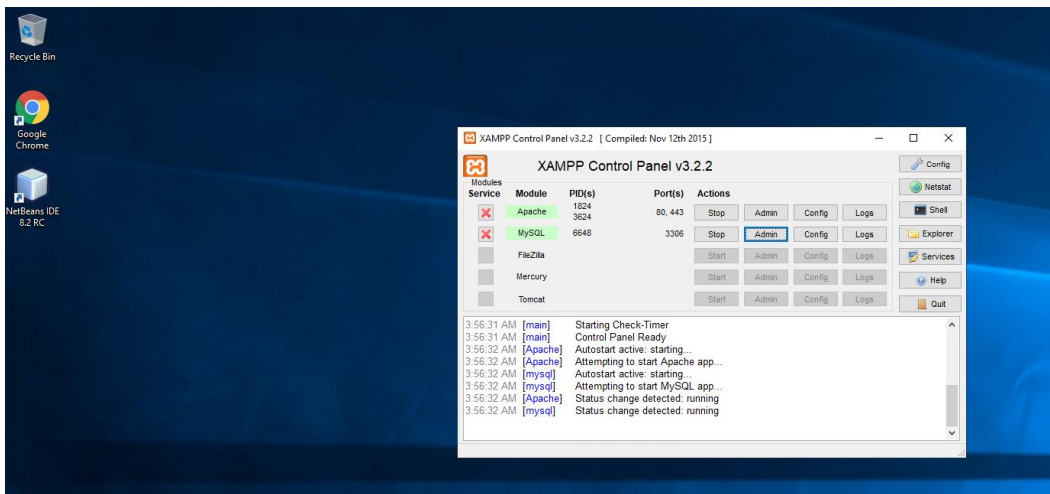 Recycle Bin
Google
Chrome
NetBeans IDE
8.2 RC
XAMPP Control Panel v3.2.2 [ Compiled: Nov 12th 2015 ]
XAMPP Control Panel v3.2.2
Config
Modules
Service Module PID(s) Port(s) Actions
Netstat
Apache 1824 3624 80, 443 Stop Admin Config Logs
Shell
MySQL 6648 3306 Stop Admin Config Logs
Explorer
FileZilla Start Admin Config Logs
Services
Mercury Start Admin Config Logs
Help
Tomcat Start Admin Config Logs
Quit
3:56:31 AM [main] Starting Check-Timer
3:56:31 AM [main] Control Panel Ready
3:56:32 AM [Apache] Autostart active: starting...
3:56:32 AM [Apache] Attempting to start Apache app...
3:56:32 AM [mysql] Autostart active: starting...
3:56:32 AM [mysql] Attempting to start MySQL app...
3:56:32 AM [Apache] Status change detected: running
3:56:32 AM [mysql] Status change detected: running